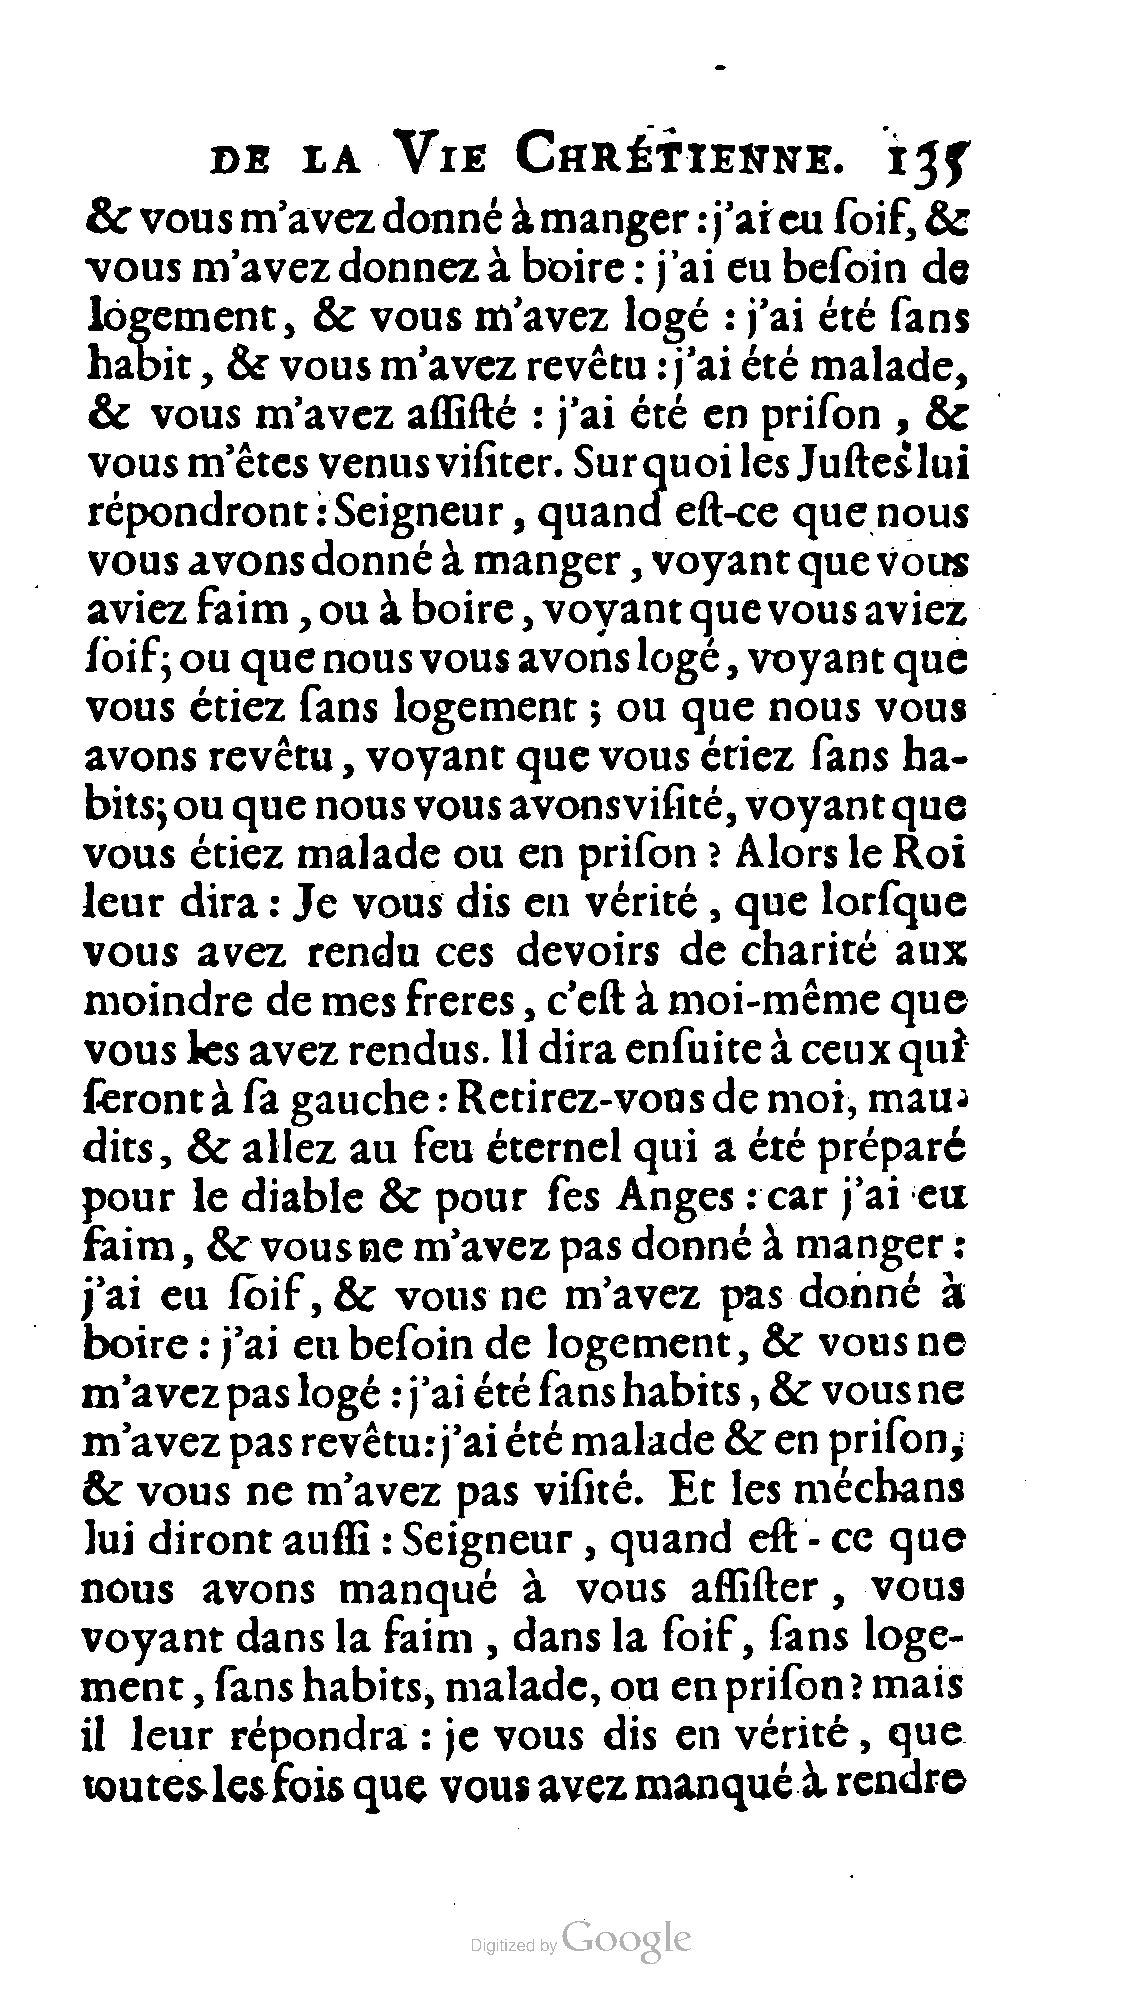 DE LA VIE CHRÉTIENNE. 135
& vous m'avez donné à manger : j'ai eu ſoif, &
vous m'avez donnez à boire : j'ai eu beſoin de
logement, & vous m'avez logé : j'ai été ſans
habit, & vous m'avez revêtu : j'ai été malade,
& vous m'avez aſſiſté : j'ai été en priſon , &
vous m'êtes venus viſiter. Sur quoi les Juſtes lui
répondront : Seigneur , quand eſt-ce que nous
vous avons donné à manger , voyant que vous
aviez faim , ou à boire , voyant que vous aviez
ſoif; ou que nous vous avons logé, voyant que
vous étiez ſans logement ; ou que nous vous
avons revêtu , voyant que vous étiez ſans ha-
bits; ou que nous vous avons viſité, voyant que
vous étiez malade ou en priſon ? Alors le Roi
leur dira : Je vous dis en vérité , que lorſque
vous avez rendu ces devoirs de charité aux
moindre de mes freres , c'eſt à moi-même que
vous les avez rendus. Il dira enſuite à ceux qui
ſeront à ſa gauche : Retirez-vous de moi, mau-
dits, & allez au feu éternel qui a été préparé
pour le diable & pour ſes Anges : car j'ai eu
faim, & vous ne m'avez pas donné à manger :
j'ai eu ſoif, & vous ne m'avez pas donné à
boire : j'ai eu beſoin de logement, & vous ne
m'avez pas logé : j'ai été ſans habits , & vous ne
m'avez pas revêtu : j'ai été malade & en priſon,
& vous ne m'avez pas viſité. Et les méchans
lui diront auſſi : Seigneur , quand eſt - ce que
nous avons manqué à vous aſſiſter , vous
voyant dans la faim , dans la ſoif, ſans loge-
ment , ſans habits, malade, ou en priſon ? mais
il leur répondra : je vous dis en vérité , que
toutes les fois que vous avez manqué à rendre
Digitized by Google